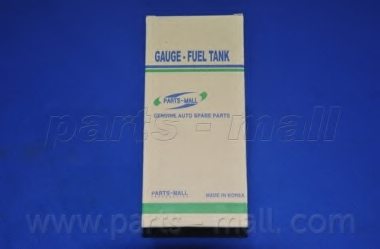 GAUGE - FUEL TANK
PARTS-MALL
GENUINE AUTO SPARE PARTS
parts - mall
PARTS-MALL
MADE IN KOREA
www.parts-mall.com